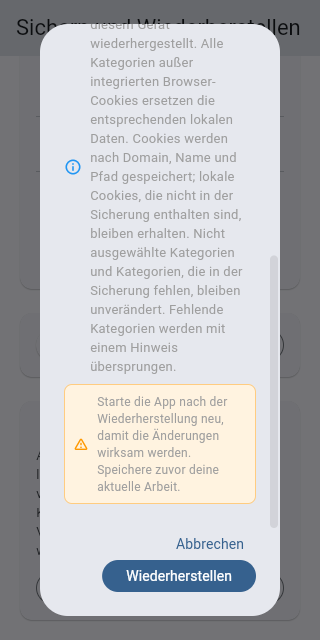 Sichern und Wiederherstellen
diesem Gerät
wiederhergestellt. Alle
Kategorien außer
integrierten Browser-
Cookies ersetzen die
entsprechenden lokalen
Daten. Cookies werden
nach Domain, Name und
Pfad gespeichert; lokale
Cookies, die nicht in der
Sicherung enthalten sind,
bleiben erhalten. Nicht
ausgewählte Kategorien
und Kategorien, die in der
Sicherung fehlen, bleiben
unverändert. Fehlende
Kategorien werden mit
einem Hinweis
übersprungen.
Starte die App nach der
Wiederherstellung neu,
damit die Änderungen
wirksam werden.
Speichere zuvor deine
aktuelle Arbeit.
Abbrechen
Wiederherstellen